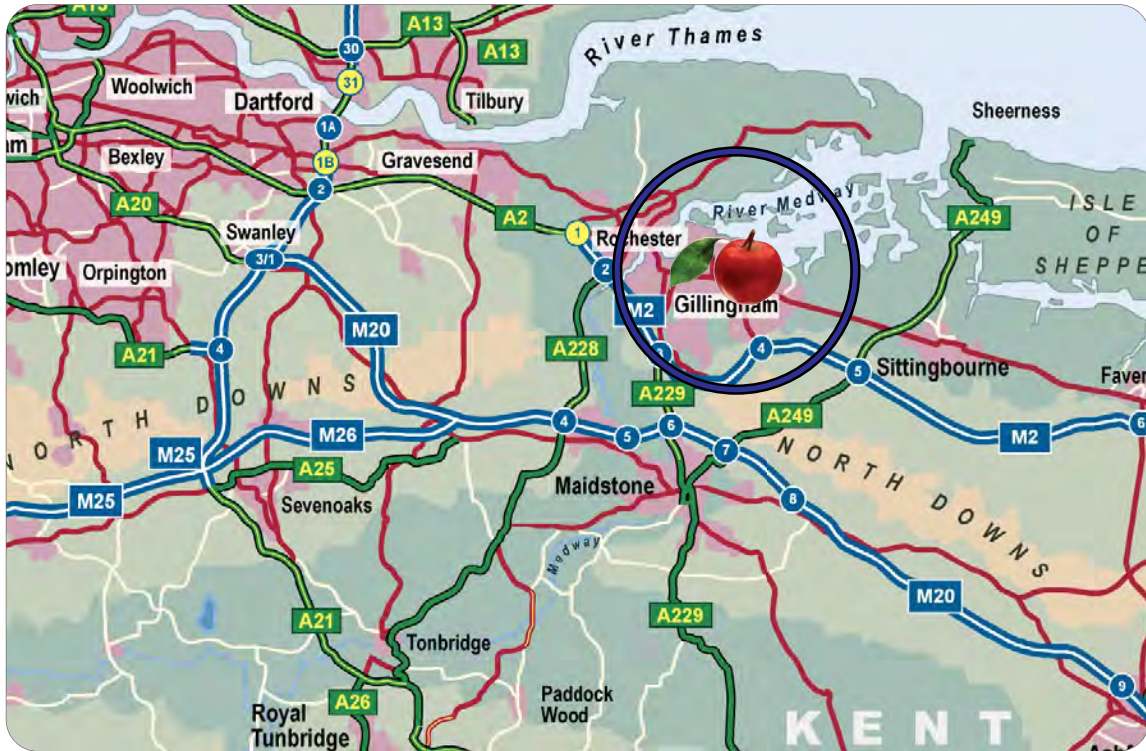 A13
30
A13
A13
River Thames
31
Woolwich
wich
Dartford
Tilbury
Sheerness
1A
am
Bexley
1B
Gravesend
2
A20
River Medway
A2
A249
ISLE
OF
SHEPPE
Swanley
1
Rochester
3/1
2
omley
Orpington
Gillingham
M2
M20
A21
4
A228
4
5
Sittingbourne
A229
Faver
NORTH DOWNS
A249
M26
4
5
6
M2
6
M25
7
NORTH DOWNS
A25
Maidstone
M25
Sevenoaks
8
Medway
M20
A21
A229
Tonbridge
9
A26
Paddock
Wood
Royal
Tunbridge
KENT